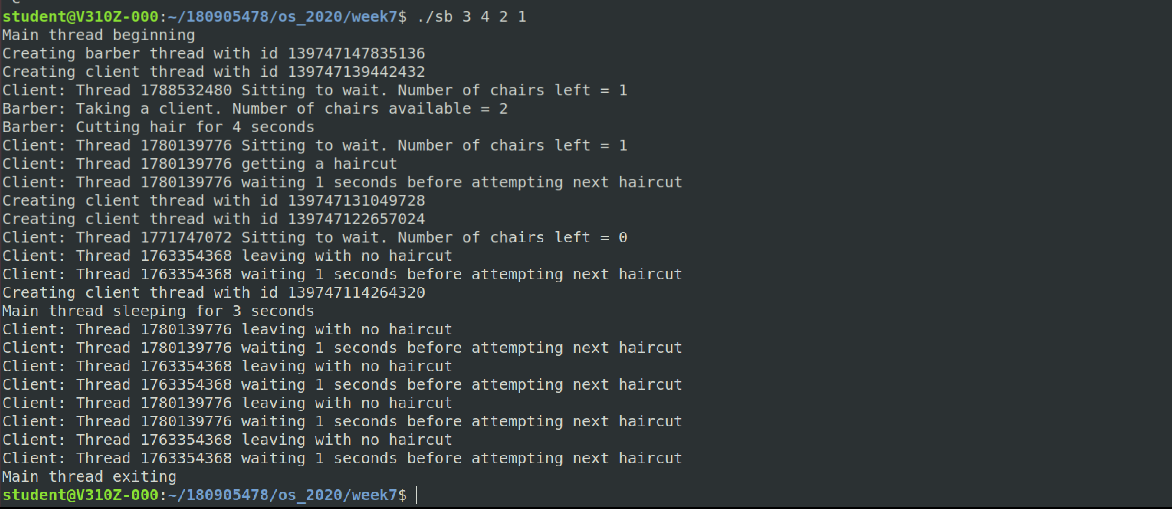 student@V310Z-000:~/180905478/os_2020/week7$ ./sb 3 4 2 1
Main thread beginning
Creating barber thread with id 139747147835136
Creating client thread with id 139747139442432
Client: Thread 1788532480 Sitting to wait. Number of chairs left = 1
Barber: Taking a client. Number of chairs available = 2
Barber: Cutting hair for 4 seconds
Client: Thread 1780139776 Sitting to wait. Number of chairs left = 1
Client: Thread 1780139776 getting a haircut
Client: Thread 1780139776 waiting 1 seconds before attempting next haircut
Creating client thread with id 139747131049728
Creating client thread with id 139747122657024
Client: Thread 1771747072 Sitting to wait. Number of chairs left = 0
Client: Thread 1763354368 leaving with no haircut
Client: Thread 1763354368 waiting 1 seconds before attempting next haircut
Creating client thread with id 139747114264320
Main thread sleeping for 3 seconds
Client: Thread 1780139776 leaving with no haircut
Client: Thread 1780139776 waiting 1 seconds before attempting next haircut
Client: Thread 1763354368 leaving with no haircut
Client: Thread 1763354368 waiting 1 seconds before attempting next haircut
Client: Thread 1780139776 leaving with no haircut
Client: Thread 1780139776 waiting 1 seconds before attempting next haircut
Client: Thread 1763354368 leaving with no haircut
Client: Thread 1763354368 waiting 1 seconds before attempting next haircut
Main thread exiting
student@V310Z-000:~/180905478/os_2020/week7$